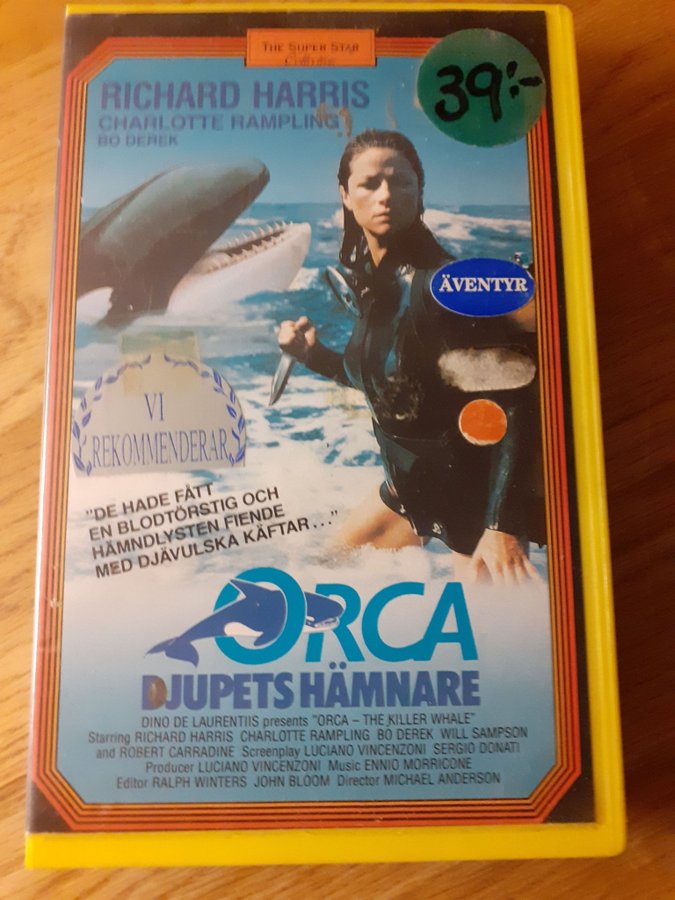 THE SUPER STAR
Collection
39:-
RICHARD HARRIS
CHARLOTTE RAMPLING
BO DEREK
ÄVENTYR
VI
REKOMMENDERAR
"DE HADE FÅTT
EN BLODTÖRSTIG OCH
HÄMNDLYSTEN FIENDE
MED DJÄVULSKA KÄFTAR..."
ORCA
DJUPETS HÄMNARE
DINO DE LAURENTIIS presents "ORCA – THE KILLER WHALE"
Starring RICHARD HARRIS CHARLOTTE RAMPLING BO DEREK WILL SAMPSON
and ROBERT CARRADINE Screenplay LUCIANO VINCENZONI SERGIO DONATI
Producer LUCIANO VINCENZONI Music ENNIO MORRICONE
Editor RALPH WINTERS JOHN BLOOM Director MICHAEL ANDERSON